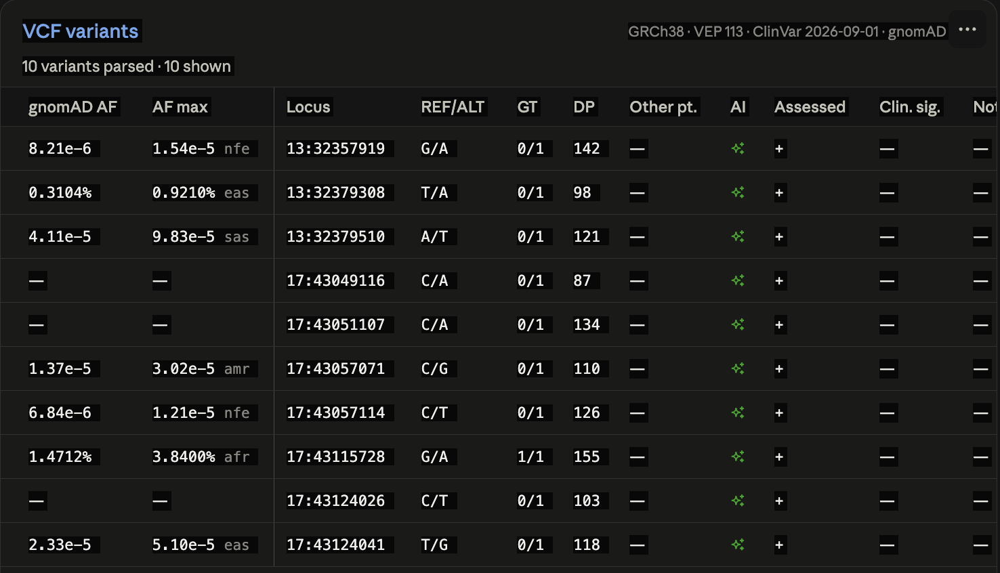 VCF variants
GRCh38 · VEP 113 · ClinVar 2026-09-01 · gnomAD
10 variants parsed · 10 shown
gnomAD AF AF max Locus REF/ALT GT DP Other pt. AI Assessed Clin. sig. Not
8.21e−6 1.54e−5 nfe 13:32357919 G/A 0/1 142 — + — —
0.3104% 0.9210% eas 13:32379308 T/A 0/1 98 — + — —
4.11e−5 9.83e−5 sas 13:32379510 A/T 0/1 121 — + — —
— — 17:43049116 C/A 0/1 87 — + — —
— — 17:43051107 C/A 0/1 134 — + — —
1.37e−5 3.02e−5 amr 17:43057071 C/G 0/1 110 — + — —
6.84e−6 1.21e−5 nfe 17:43057114 C/T 0/1 126 — + — —
1.4712% 3.8400% afr 17:43115728 G/A 1/1 155 — + — —
— — 17:43124026 C/T 0/1 103 — + — —
2.33e−5 5.10e−5 eas 17:43124041 T/G 0/1 118 — + — —